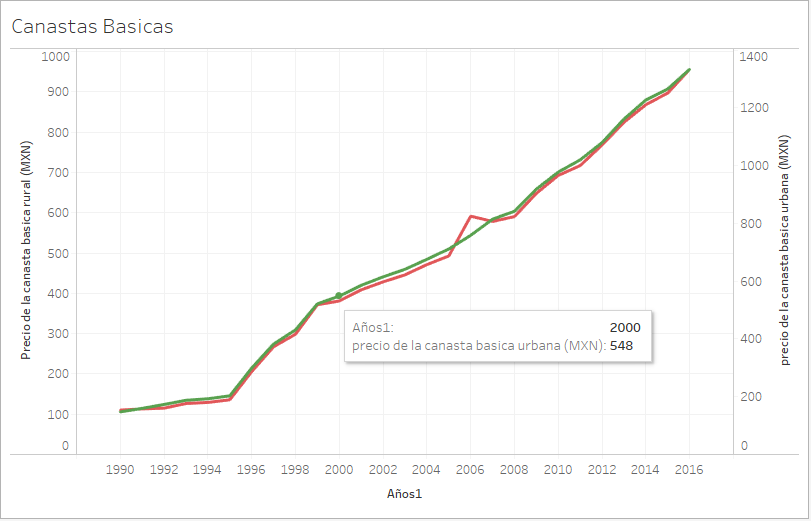 Canastas Basicas
Precio de la canasta basica rural (MXN)
1000
900
800
700
600
500
400
300
200
100
0
1400
1200
1000
800
600
400
200
0
precio de la canasta basica urbana (MXN)
Años1: 2000
precio de la canasta basica urbana (MXN): 548
1990 1992 1994 1996 1998 2000 2002 2004 2006 2008 2010 2012 2014 2016
Años1